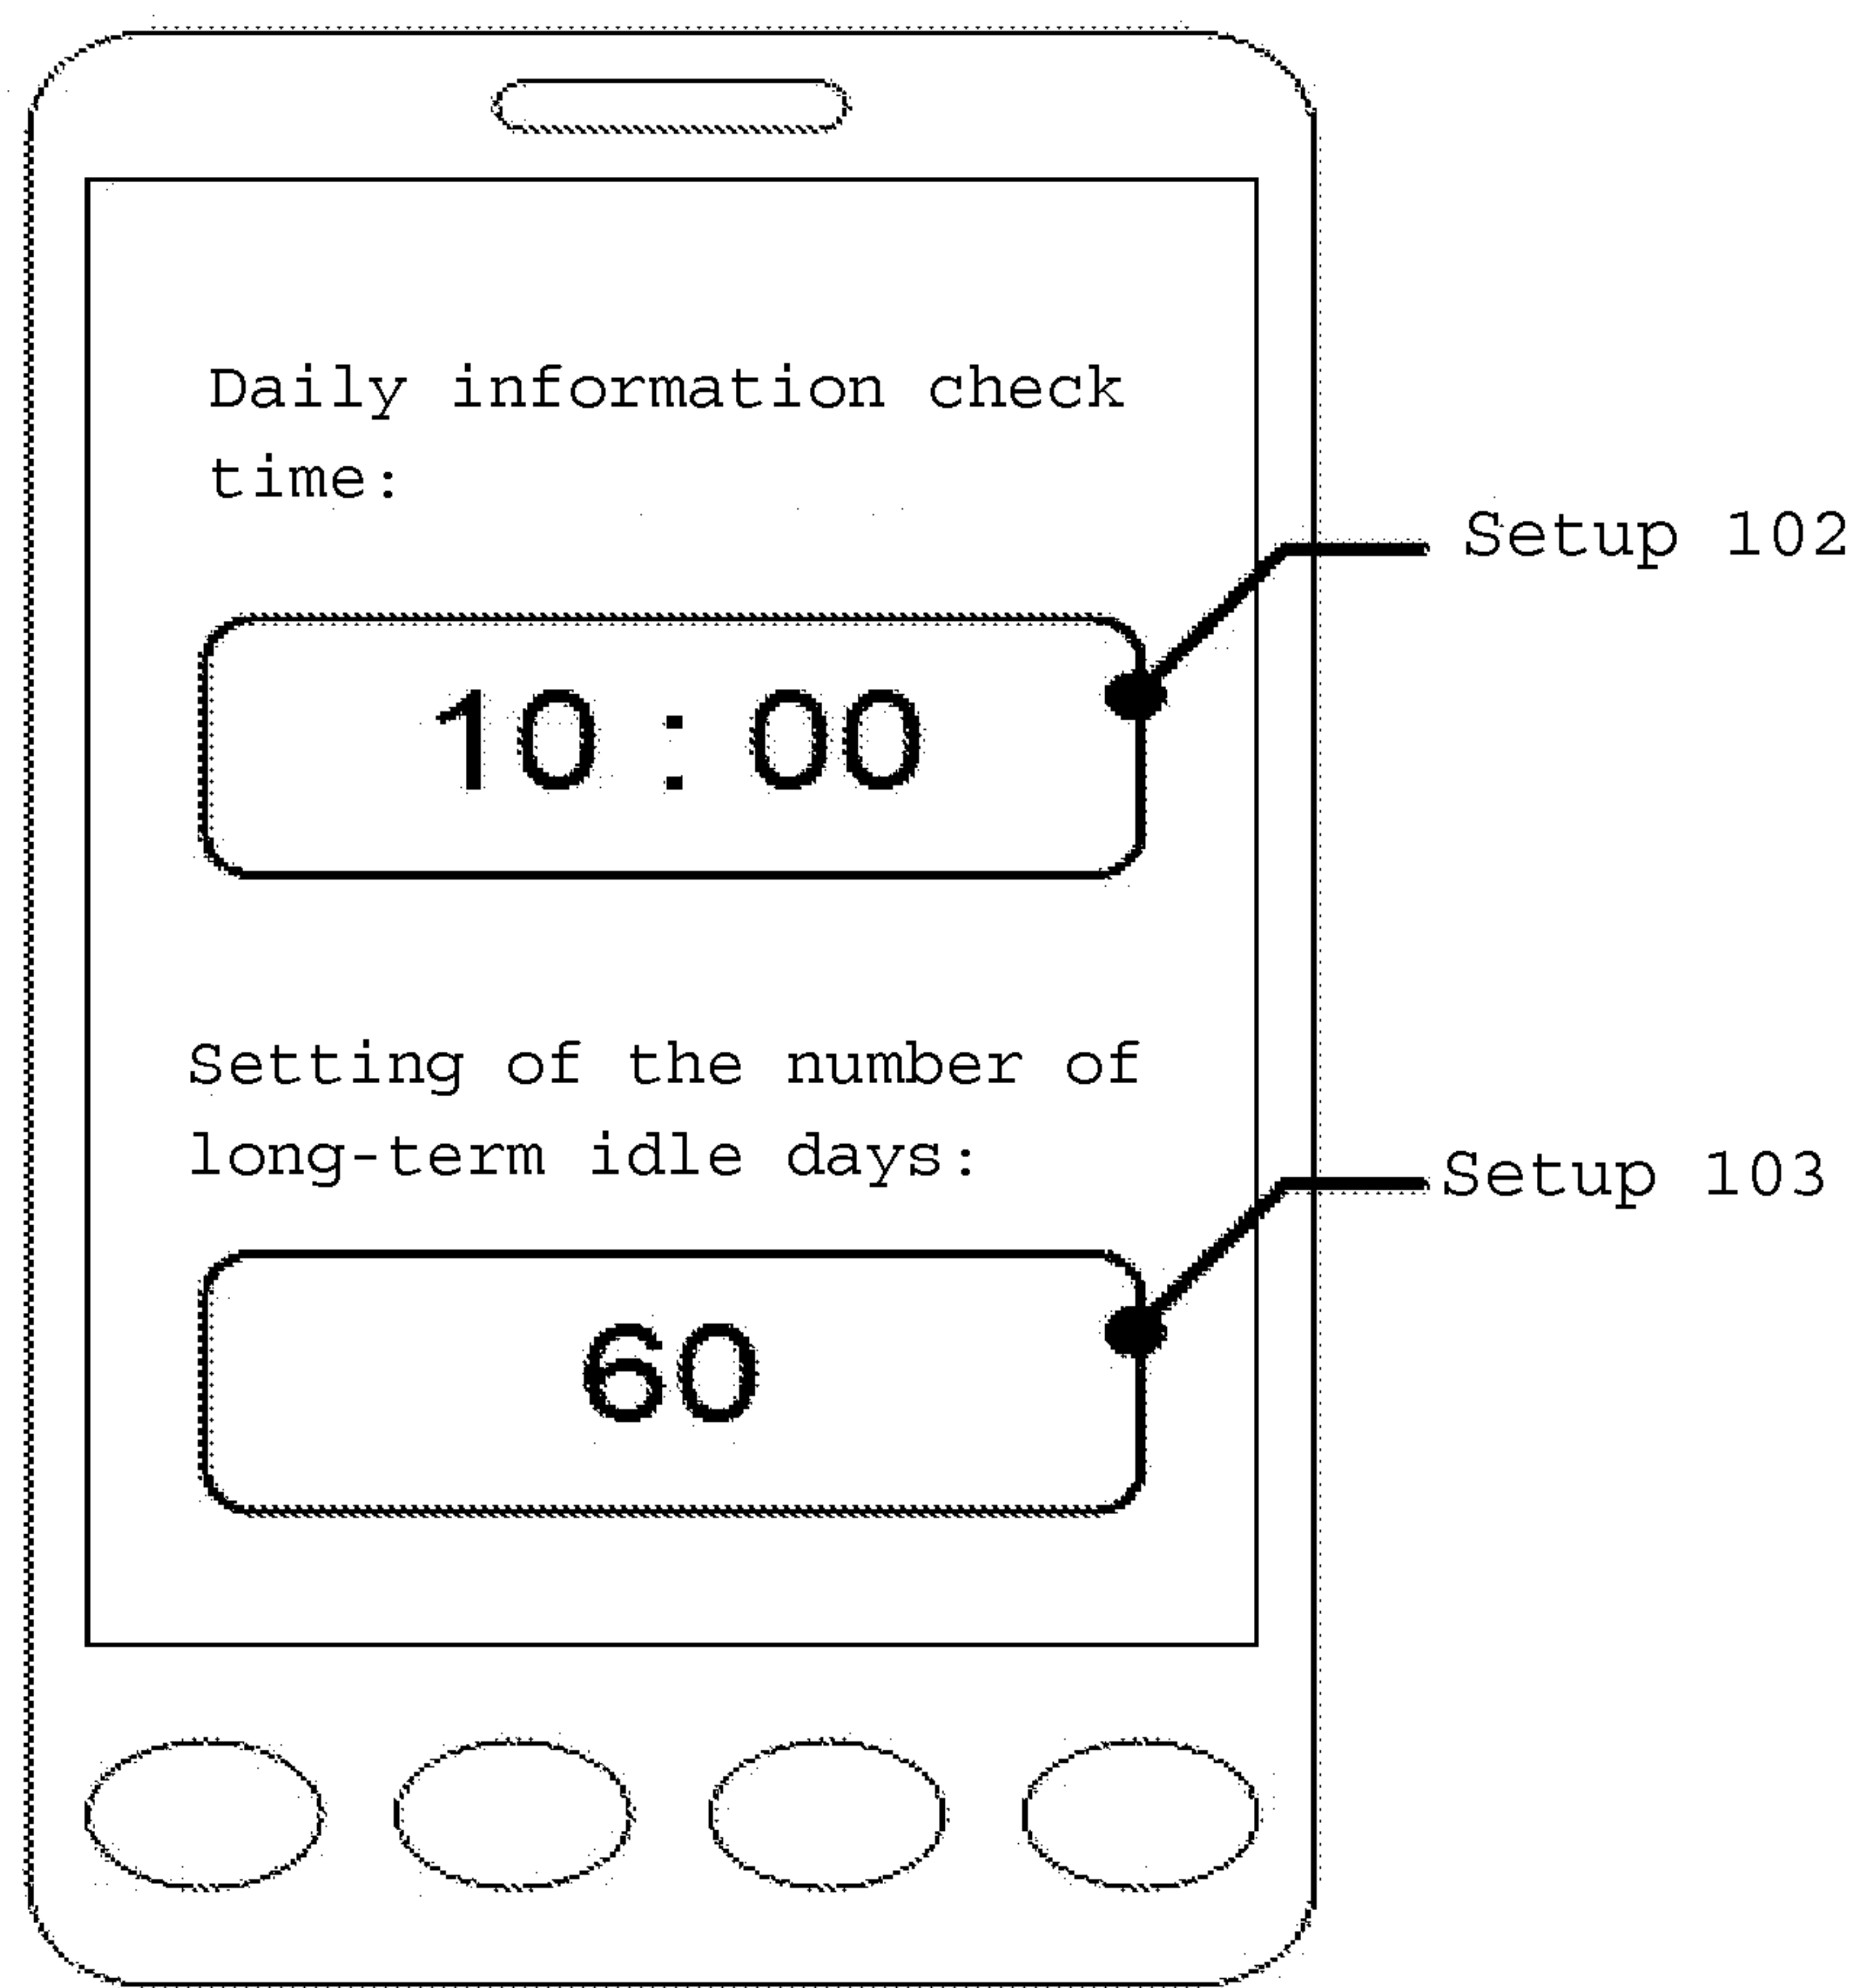 Daily information check
time:
Setup 102
10 : 00
Setting of the number of
long-term idle days:
Setup 103
60